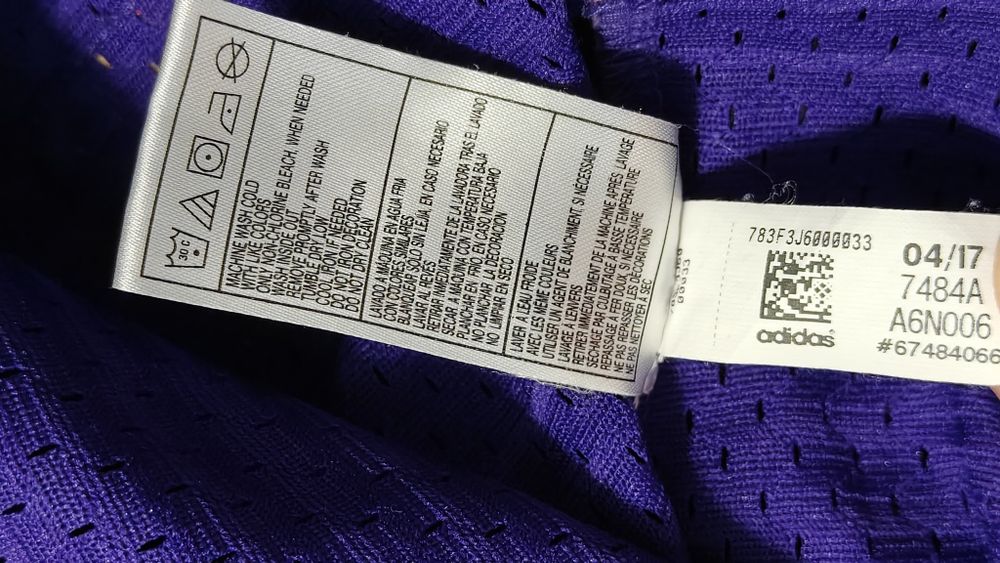 30°C
MACHINE WASH COLD
WITH LIKE COLORS
ONLY NON-CHLORINE BLEACH, WHEN NEEDED
WASH INSIDE OUT
REMOVE PROMPTLY AFTER WASH
TUMBLE DRY, LOW
COOL IRON IF NEEDED
DO NOT IRON DECORATION
DO NOT DRY CLEAN
LAVADO A MAQUINA EN AGUA FRIA
CON COLORES SIMILARES
BLANQUEO SOLO SIN LEJIA, EN CASO NECESARIO
LAVAR AL REVES
RETIRAR INMEDIATAMENTE DE LA LAVADORA TRAS EL LAVADO
SECAR A MAQUINA CON TEMPERATURA BAJA
PLANCHAR EN FRIO, EN CASO NECESARIO
NO PLANCHAR LA DECORACION
NO LIMPIAR EN SECO
LAVER A L'EAU FROIDE
AVEC LES MEME COULEURS
UTILISER UN AGENT DE BLANCHIMENT, SI NÉCESSAIRE
LAVAGE A L'ENVERS
RETIRER IMMEDIATEMENT DE LA MACHINE APRES LAVAGE
SECHAGE PAR CULBUTAGE A BASSE TEMPERATURE
REPASSAGE DOUX, SI NECESSAIRE
NE PAS REPASSER LES DECORATIONS
NE PAS NETTOYER A SEC
783F3J6000033
adidas
04/17
7484A
A6N006
#67484066